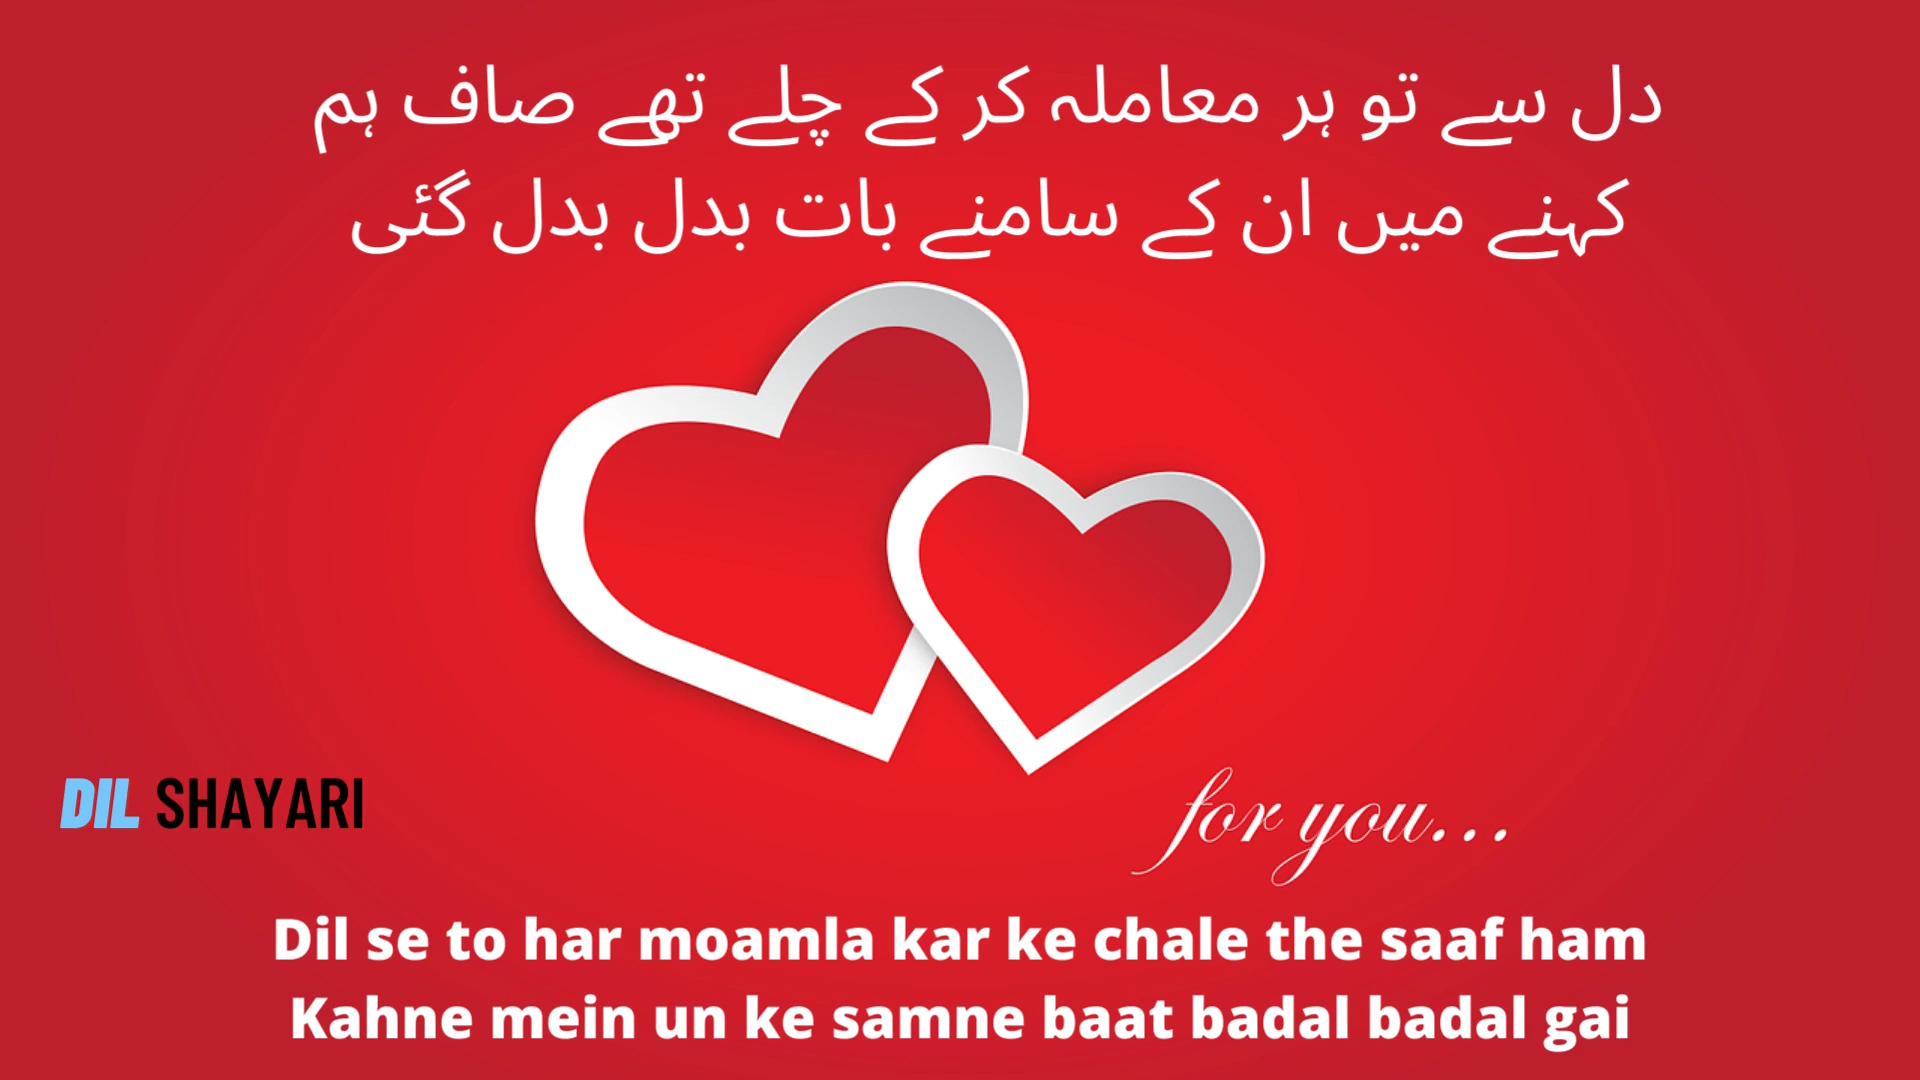 دل سے تو ہر معاملہ کر کے چلے تھے صاف ہم
کہنے میں ان کے سامنے بات بدل بدل گئی
DIL SHAYARI
for you...
Dil se to har moamla kar ke chale the saaf ham
Kahne mein un ke samne baat badal badal gai